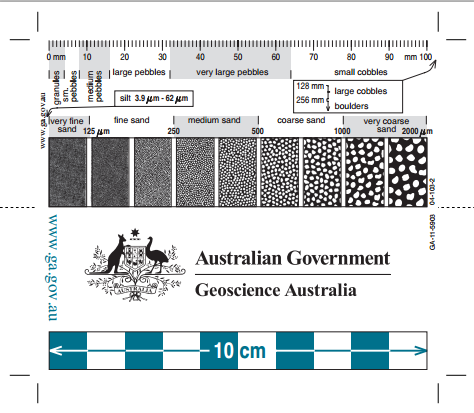 0 mm 10 20 30 40 50 60 70 80 mm 100
granules
sm. pebbles
medium pebbles
large pebbles
very large pebbles
small cobbles
128 mm
256 mm
large cobbles
boulders
silt 3.9 µm - 62 µm
www.ga.gov.au
very fine sand
fine sand
medium sand
coarse sand
very coarse sand
125 µm 250 500 1000 2000 µm
04-103-2
GA-11-5903
www.ga.gov.au
AUSTRALIA
Australian Government
Geoscience Australia
10 cm